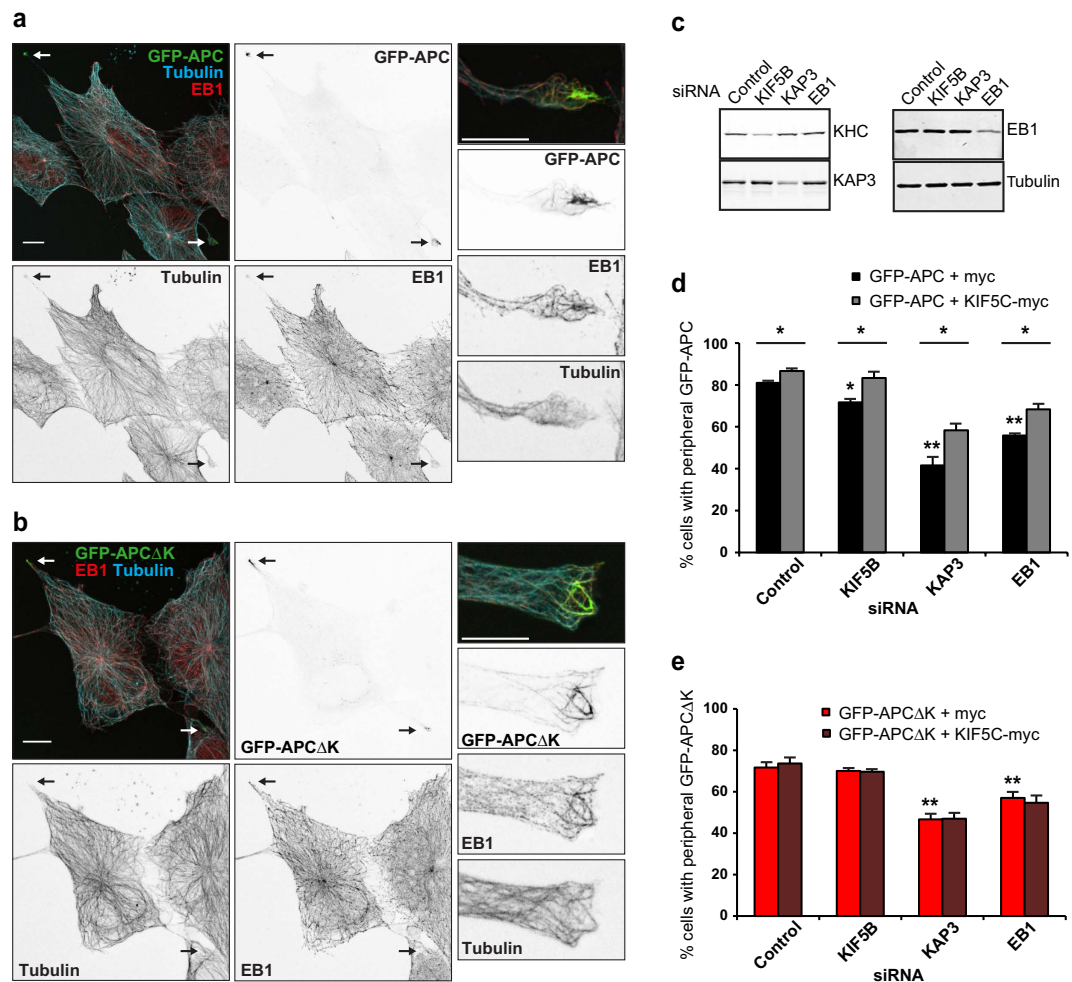 a
GFP-APC
Tubulin
EB1
GFP-APC
GFP-APC
EB1
Tubulin
Tubulin
EB1
b
GFP-APCΔK
EB1 Tubulin
GFP-APCΔK
GFP-APCΔK
EB1
Tubulin
Tubulin
EB1
c
siRNA
Control
KIF5B
KAP3
EB1
KHC
KAP3
Control
KIF5B
KAP3
EB1
EB1
Tubulin
d
GFP-APC + myc
GFP-APC + KIF5C-myc
% cells with peripheral GFP-APC
100
80
60
40
20
0
* * * *
* ** **
Control
KIF5B
KAP3
EB1
siRNA
e
GFP-APCΔK + myc
GFP-APCΔK + KIF5C-myc
% cells with peripheral GFP-APCΔK
100
80
60
40
20
0
** **
Control
KIF5B
KAP3
EB1
siRNA